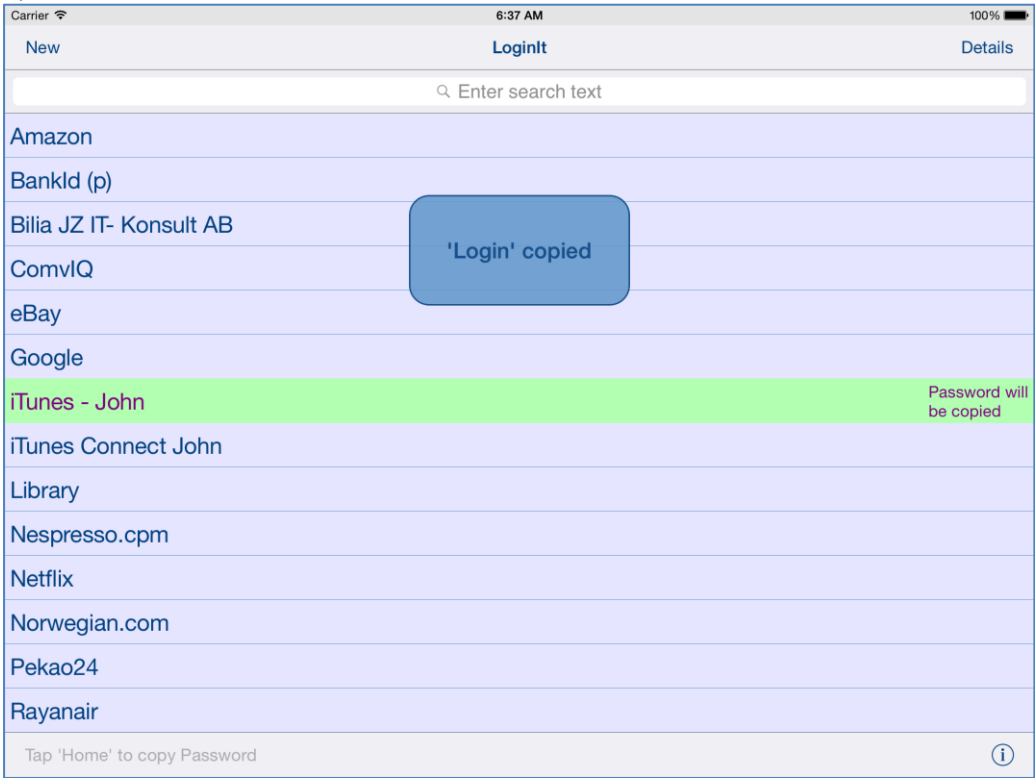 Carrier 6:37 AM 100%
New LoginIt Details
Enter search text
Amazon
BankId (p)
Bilia JZ IT- Konsult AB
'Login' copied
ComvIQ
eBay
Google
iTunes - John
Password will
be copied
iTunes Connect John
Library
Nespresso.cpm
Netflix
Norwegian.com
Pekao24
Rayanair
Tap 'Home' to copy Password